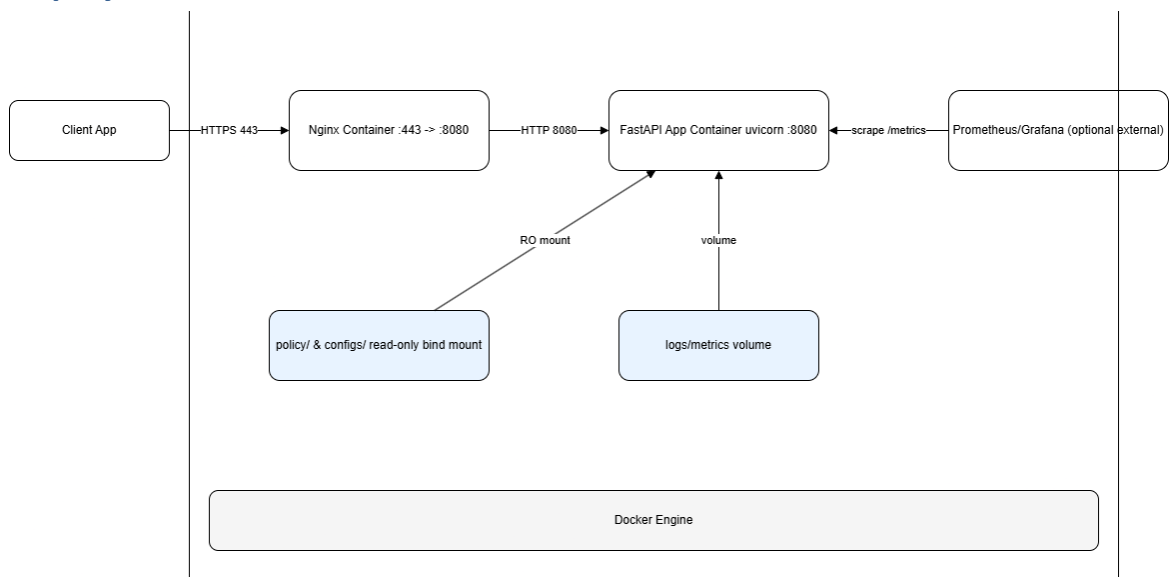 Client App
HTTPS 443
Nginx Container :443 -> :8080
HTTP 8080
FastAPI App Container uvicorn :8080
scrape /metrics
Prometheus/Grafana (optional external)
RO mount
volume
policy/ & configs/ read-only bind mount
logs/metrics volume
Docker Engine